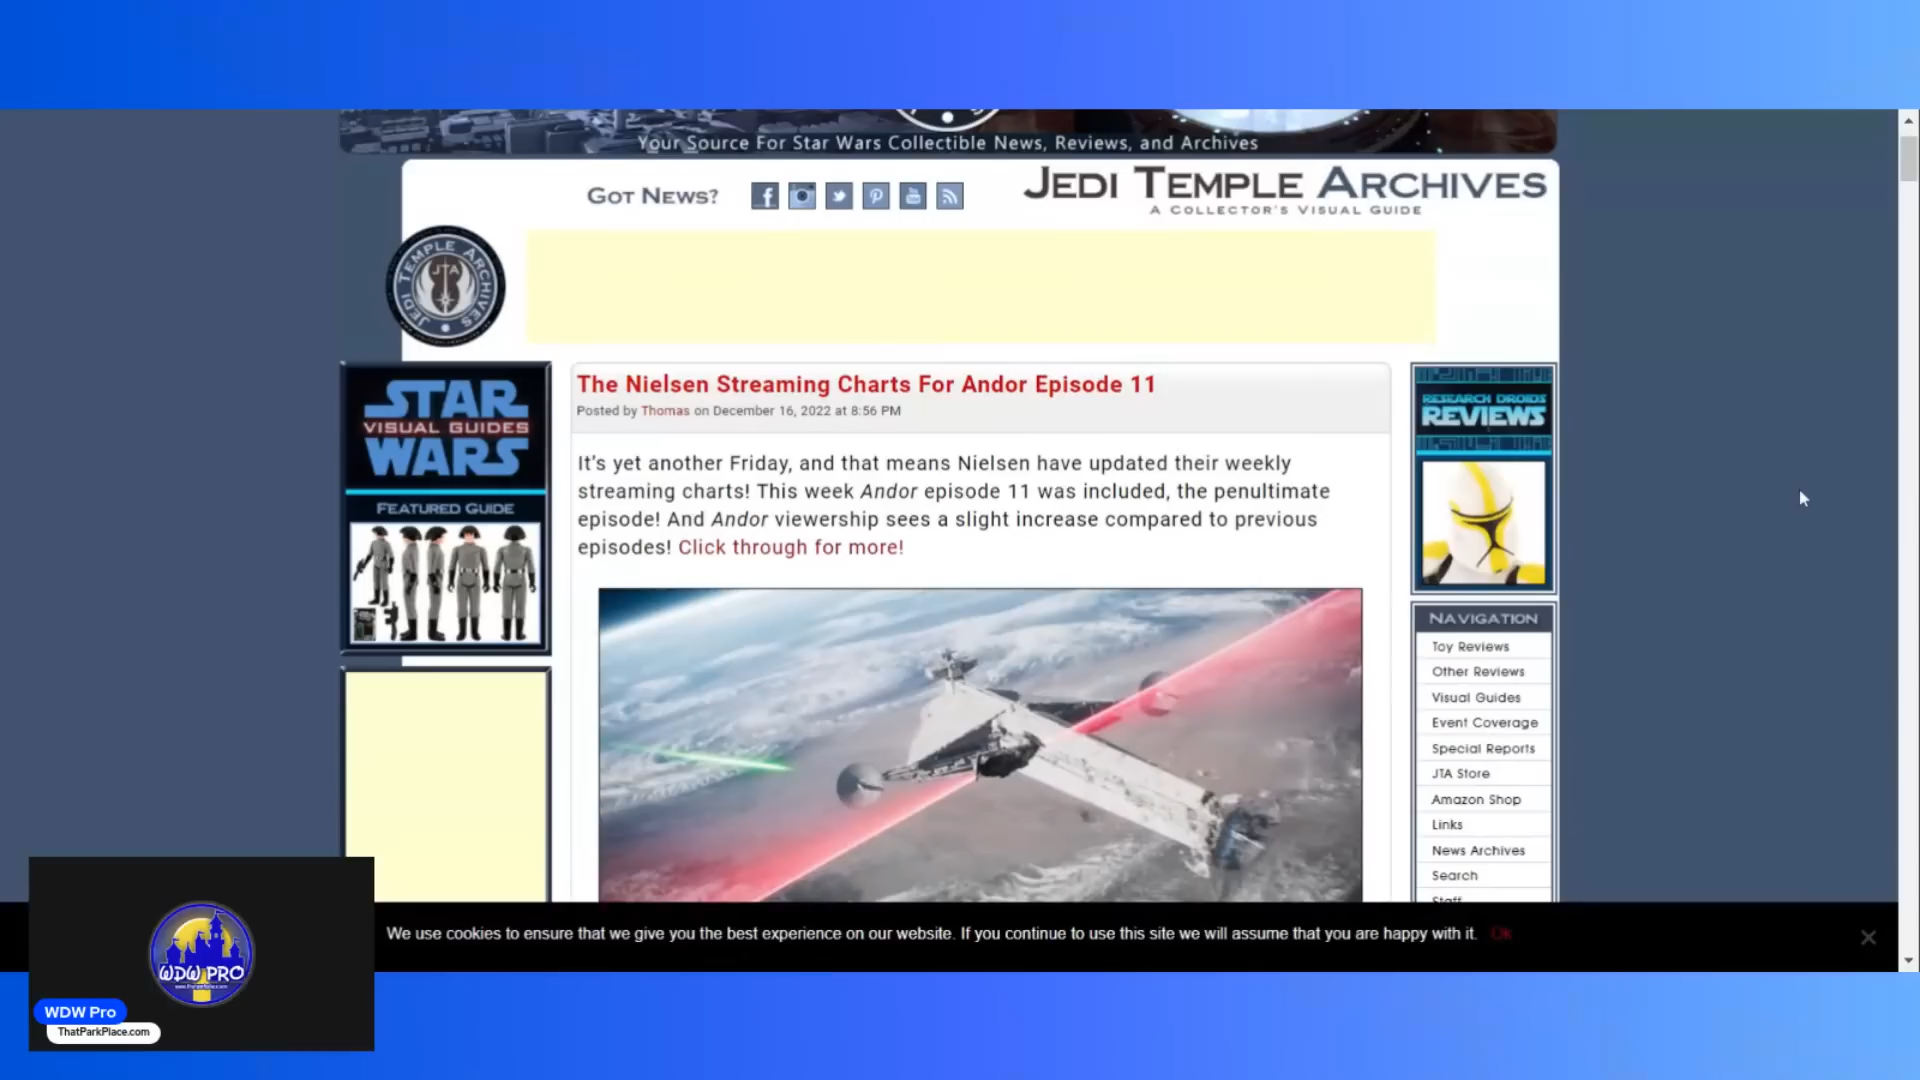 Your Source For Star Wars Collectible News, Reviews, and Archives
GOT NEWS?
JEDI TEMPLE ARCHIVES
A COLLECTOR'S VISUAL GUIDE
JEDI TEMPLE ARCHIVES
JTA
STAR
VISUAL GUIDES
WARS
FEATURED GUIDE
The Nielsen Streaming Charts For Andor Episode 11
Posted by Thomas on December 16, 2022 at 8:56 PM
It's yet another Friday, and that means Nielsen have updated their weekly
streaming charts! This week Andor episode 11 was included, the penultimate
episode! And Andor viewership sees a slight increase compared to previous
episodes! Click through for more!
RESEARCH DROIDS
REVIEWS
NAVIGATION
Toy Reviews
Other Reviews
Visual Guides
Event Coverage
Special Reports
JTA Store
Amazon Shop
Links
News Archives
Search
Staff
We use cookies to ensure that we give you the best experience on our website. If you continue to use this site we will assume that you are happy with it. Ok
WDW PRO
WDW Pro
ThatParkPlace.com